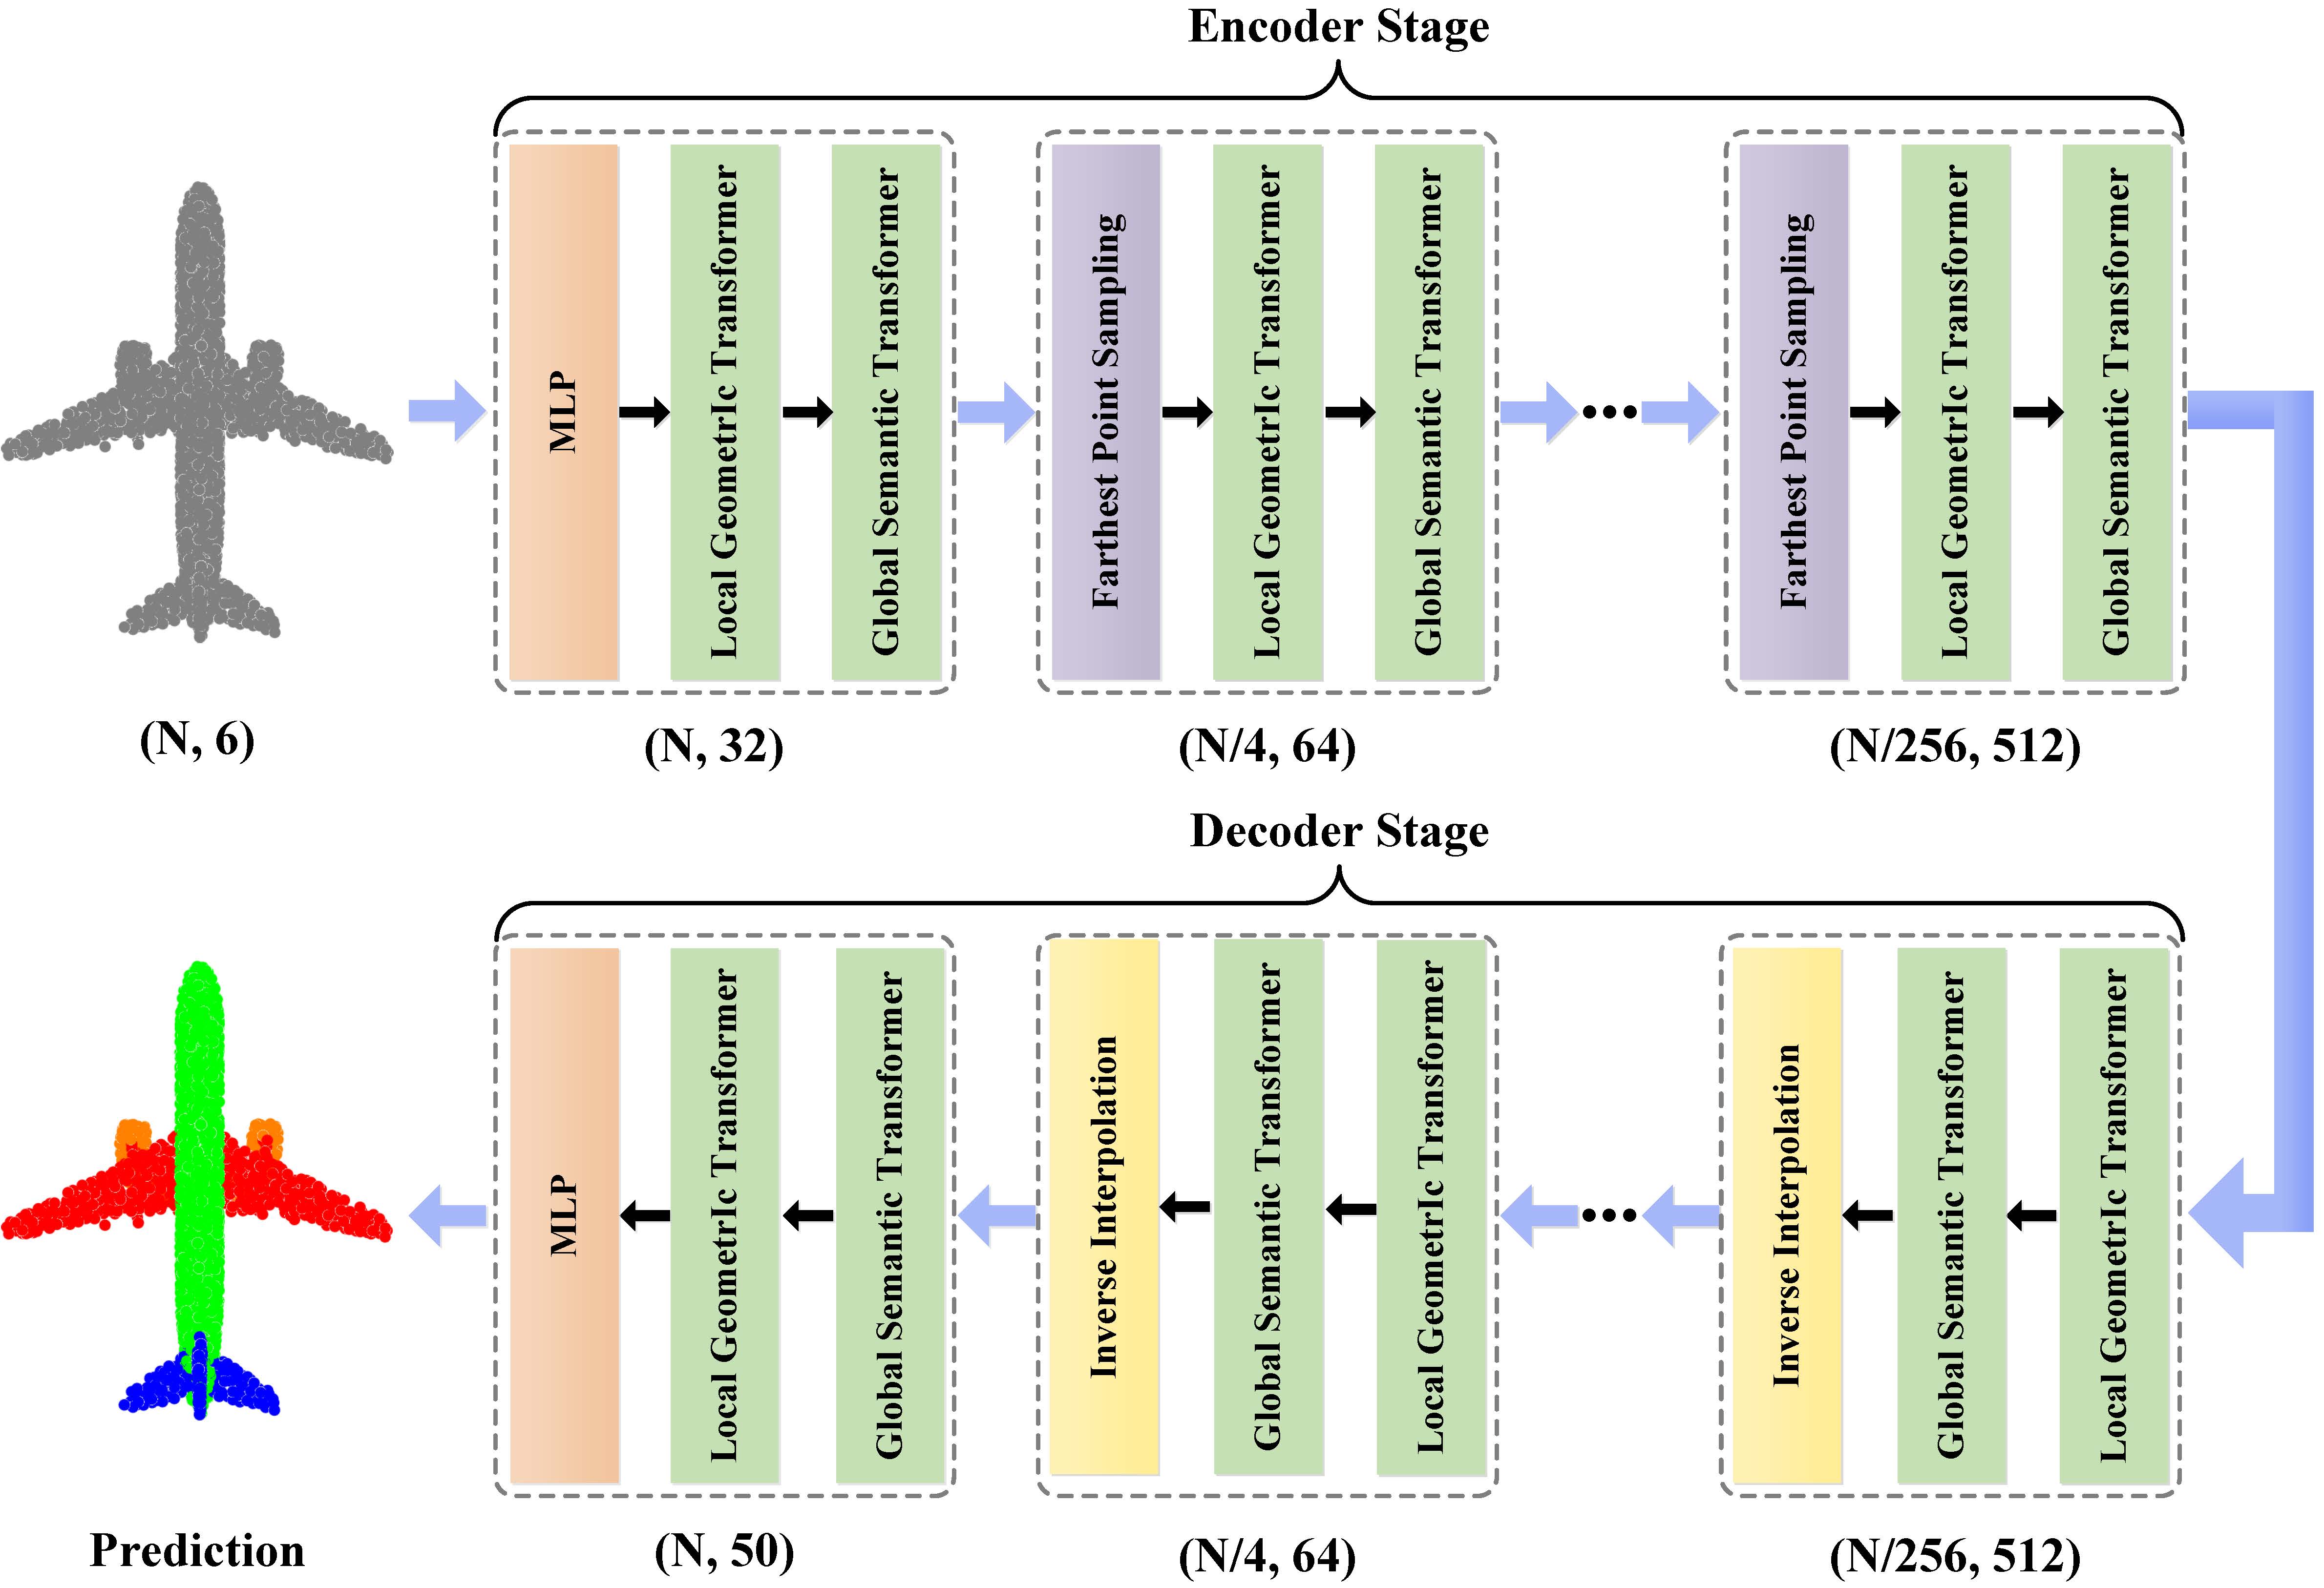 Encoder Stage
MLP
Local GeometrIc Transformer
Global Semantic Transformer
Farthest Point Sampling
Local GeometrIc Transformer
Global Semantic Transformer
Farthest Point Sampling
Local GeometrIc Transformer
Global Semantic Transformer
(N, 6)
(N, 32)
(N/4, 64)
(N/256, 512)
Decoder Stage
MLP
Local GeometrIc Transformer
Global Semantic Transformer
Inverse Interpolation
Global Semantic Transformer
Local GeometrIc Transformer
Inverse Interpolation
Global Semantic Transformer
Local GeometrIc Transformer
Prediction
(N, 50)
(N/4, 64)
(N/256, 512)